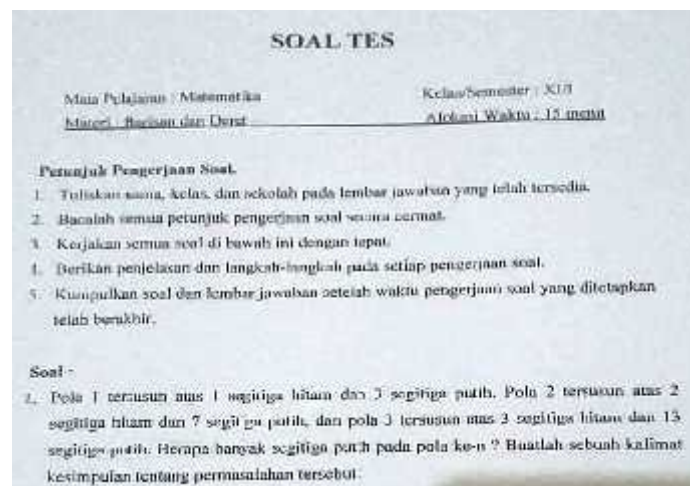 SOAL TES
Mata Pelajaran : Matematika
Kelas/Semester : XI/1
Materi : Barisan dan Deret
Alokasi Waktu : 15 menit
Petunjuk Pengerjaan Soal.
1. Tuliskan nama, kelas, dan sekolah pada lembar jawaban yang telah tersedia.
2. Bacalah semua petunjuk pengerjaan soal secara cermat.
3. Kerjakan semua soal di bawah ini dengan tepat.
4. Berikan penjelasan dan langkah-langkah pada setiap pengerjaan soal.
5. Kumpulkan soal dan lembar jawaban setelah waktu pengerjaan soal yang ditetapkan
telah berakhir.
Soal -
1. Pola 1 tersusun atas 1 segitiga hitam dan 3 segitiga putih. Pola 2 tersusun atas 2
segitiga hitam dan 7 segitiga putih, dan pola 3 tersusun atas 3 segitiga hitam dan 13
segitiga putih. Berapa banyak segitiga putih pada pola ke-n ? Buatlah sebuah kalimat
kesimpulan tentang permasalahan tersebut.